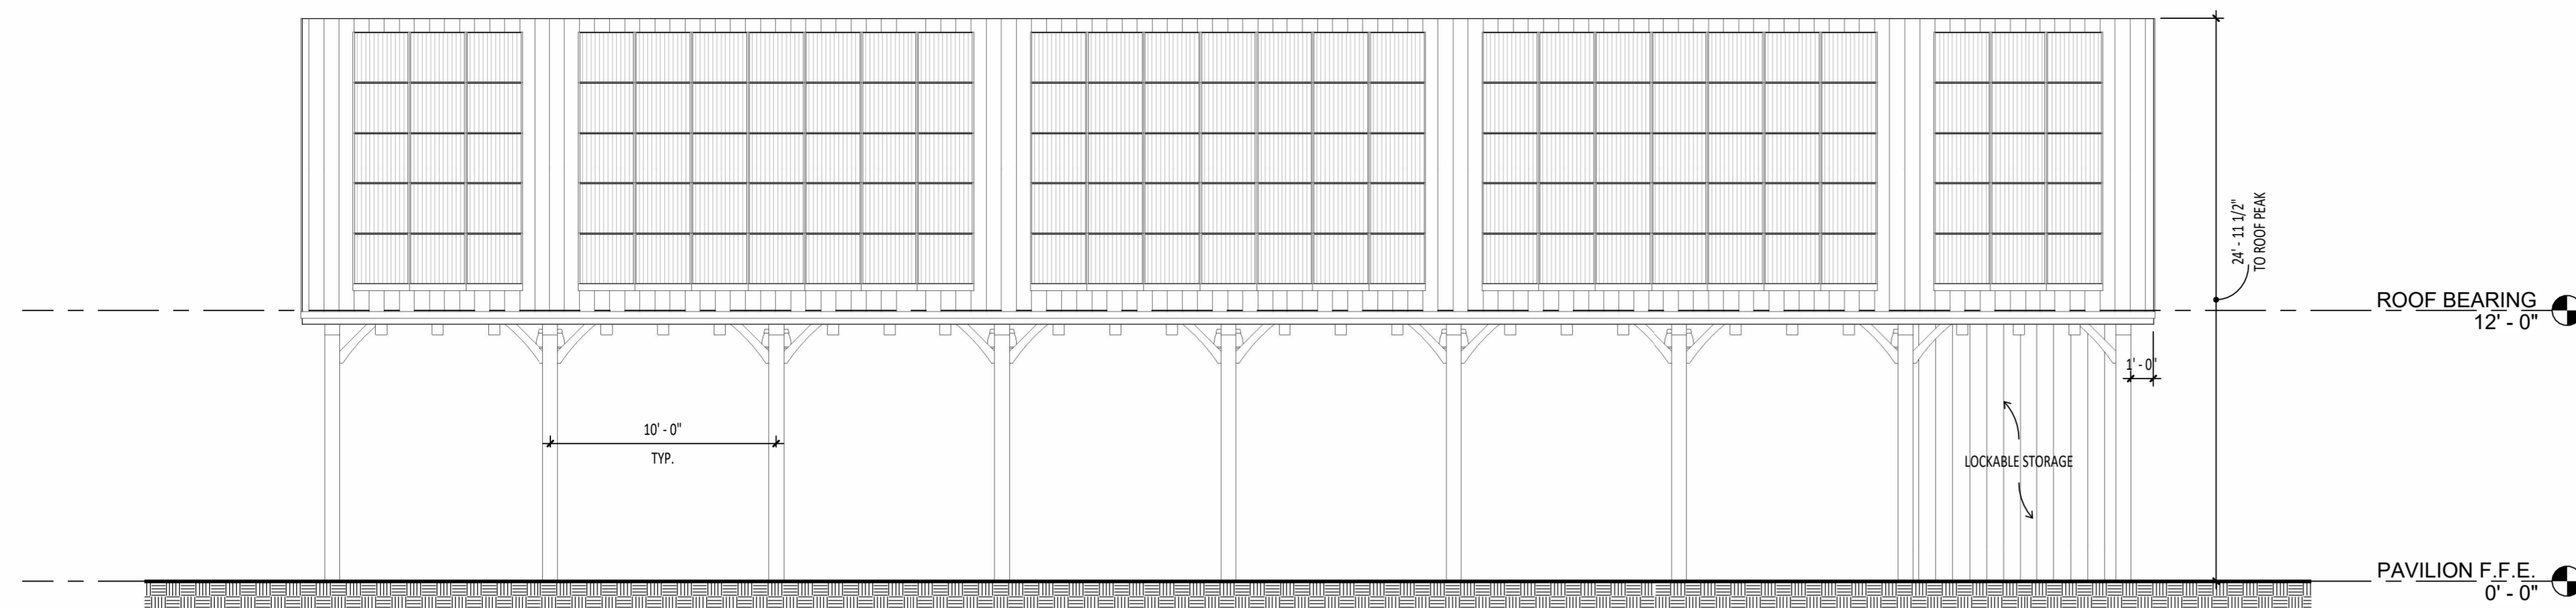 24' - 11 1/2"
TO ROOF PEAK
ROOF BEARING
12' - 0"
1' - 0"
10' - 0"
TYP.
LOCKABLE STORAGE
PAVILION F.F.E.
0' - 0"